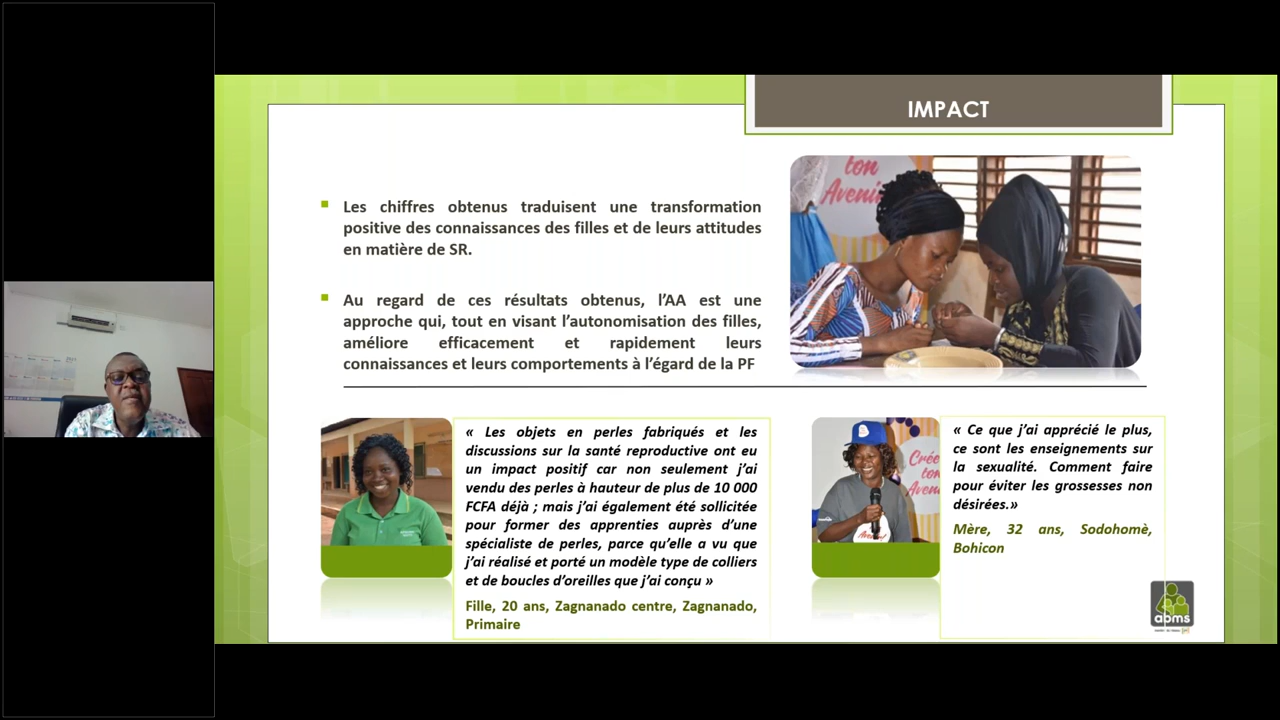 IMPACT
ton
Avenir
Les chiffres obtenus traduisent une transformation
positive des connaissances des filles et de leurs attitudes
en matière de SR.
Au regard de ces résultats obtenus, l’AA est une
approche qui, tout en visant l’autonomisation des filles,
améliore efficacement et rapidement leurs
connaissances et leurs comportements à l’égard de la PF
« Les objets en perles fabriqués et les
discussions sur la santé reproductive ont eu
un impact positif car non seulement j’ai
vendu des perles à hauteur de plus de 10 000
FCFA déjà ; mais j’ai également été sollicitée
pour former des apprenties auprès d’une
spécialiste de perles, parce qu’elle a vu que
j’ai réalisé et porté un modèle type de colliers
et de boucles d’oreilles que j’ai conçu »
Fille, 20 ans, Zagnanado centre, Zagnanado,
Primaire
Crée
ton
Aveni
« Ce que j’ai apprécié le plus,
ce sont les enseignements sur
la sexualité. Comment faire
pour éviter les grossesses non
désirées.»
Mère, 32 ans, Sodohomè,
Bohicon
abms